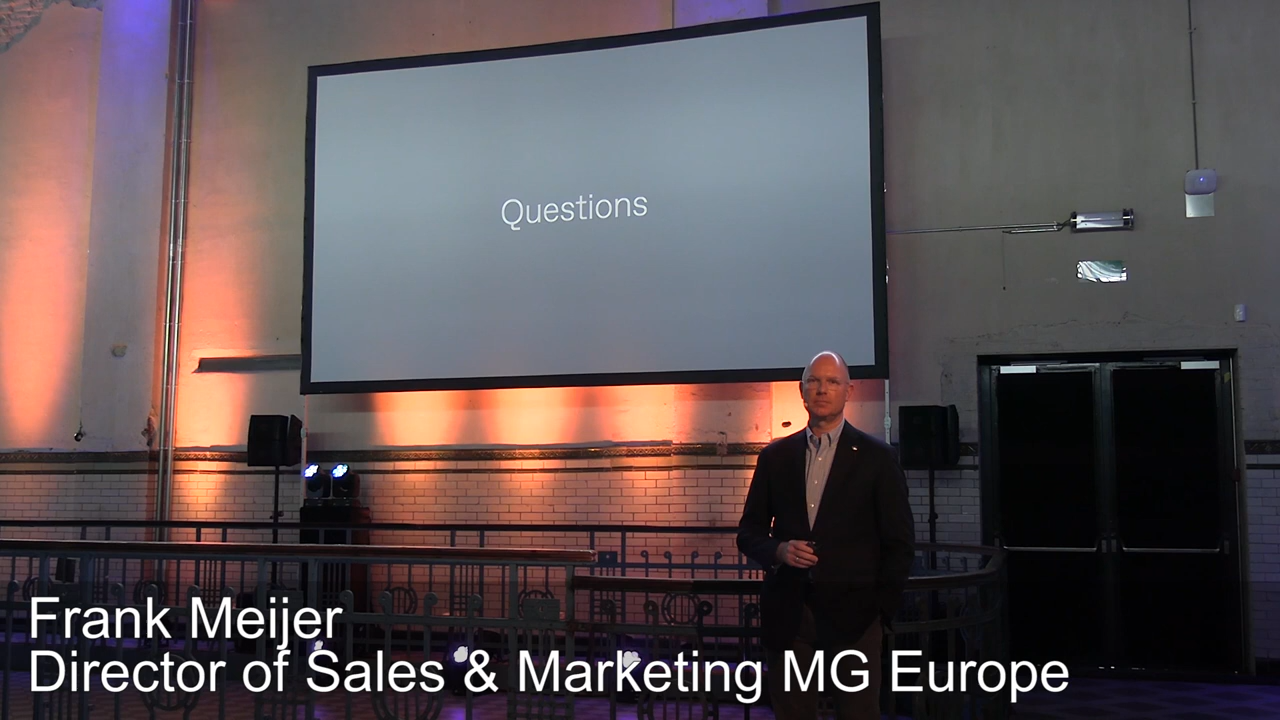 Questions
Frank Meijer
Director of Sales & Marketing MG Europe